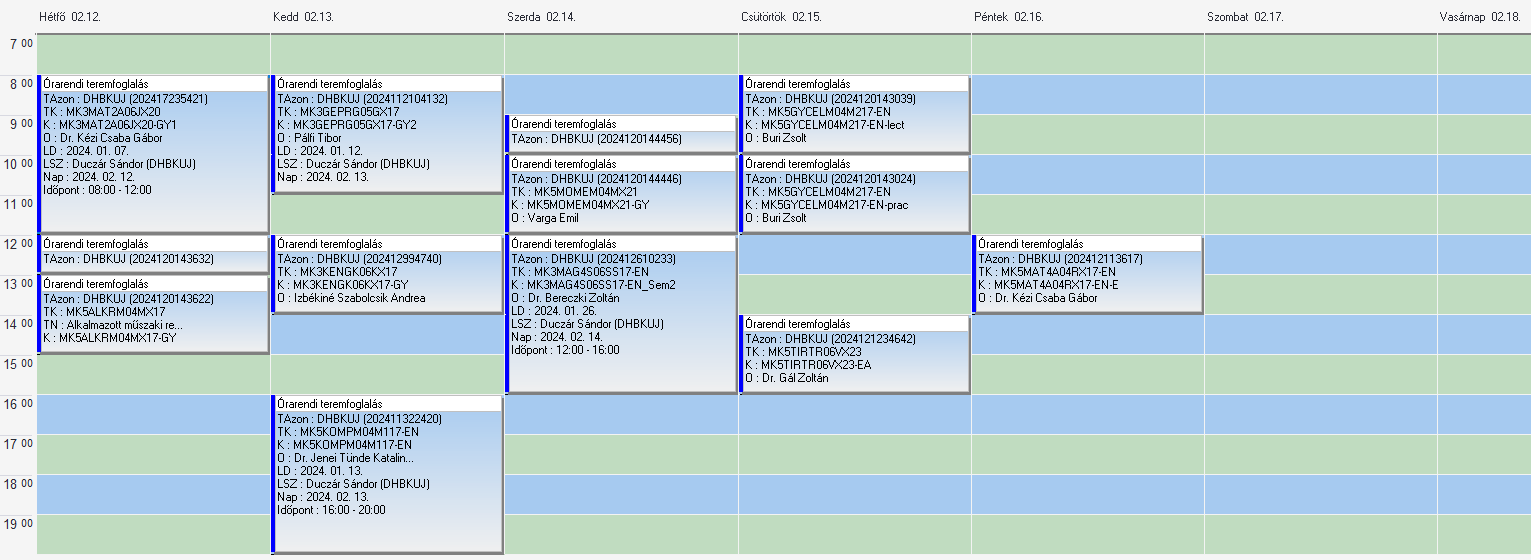 Hétfő 02.12.
Kedd 02.13.
Szerda 02.14.
Csütörtök 02.15.
Péntek 02.16.
Szombat 02.17.
Vasárnap 02.18.
7 00
8 00
9 00
10 00
11 00
12 00
13 00
14 00
15 00
16 00
17 00
18 00
19 00
Órarendi teremfoglalás
TAzon : DHBKUJ (202417235421)
TK : MK3MAT2A06JX20
K : MK3MAT2A06JX20-GY1
O : Dr. Kézi Csaba Gábor
LD : 2024. 01. 07.
LSZ : Duczár Sándor (DHBKUJ)
Nap : 2024. 02. 12.
Időpont : 08:00 - 12:00
Órarendi teremfoglalás
TAzon : DHBKUJ (2024120143632)
Órarendi teremfoglalás
TAzon : DHBKUJ (2024120143622)
TK : MK5ALKRM04MX17
TN : Alkalmazott műszaki re...
K : MK5ALKRM04MX17-GY
Órarendi teremfoglalás
TAzon : DHBKUJ (2024112104132)
TK : MK3GEPRG05GX17
K : MK3GEPRG05GX17-GY2
O : Pálfi Tibor
LD : 2024. 01. 12.
LSZ : Duczár Sándor (DHBKUJ)
Nap : 2024. 02. 13.
Órarendi teremfoglalás
TAzon : DHBKUJ (202412994740)
TK : MK3KENGK06KX17
K : MK3KENGK06KX17-GY
O : Izbékiné Szabolcsik Andrea
Órarendi teremfoglalás
TAzon : DHBKUJ (202411322420)
TK : MK5KOMPM04M117-EN
K : MK5KOMPM04M117-EN
O : Dr. Jenei Tünde Katalin...
LD : 2024. 01. 13.
LSZ : Duczár Sándor (DHBKUJ)
Nap : 2024. 02. 13.
Időpont : 16:00 - 20:00
Órarendi teremfoglalás
TAzon : DHBKUJ (2024120144456)
Órarendi teremfoglalás
TAzon : DHBKUJ (2024120144446)
TK : MK5MOMEM04MX21
K : MK5MOMEM04MX21-GY
O : Varga Emil
Órarendi teremfoglalás
TAzon : DHBKUJ (202412610233)
TK : MK3MAG4S06SS17-EN
K : MK3MAG4S06SS17-EN_Sem2
O : Dr. Bereczki Zoltán
LD : 2024. 01. 26.
LSZ : Duczár Sándor (DHBKUJ)
Nap : 2024. 02. 14.
Időpont : 12:00 - 16:00
Órarendi teremfoglalás
TAzon : DHBKUJ (2024120143039)
TK : MK5GYCELM04M217-EN
K : MK5GYCELM04M217-EN-lect
O : Buri Zsolt
Órarendi teremfoglalás
TAzon : DHBKUJ (2024120143024)
TK : MK5GYCELM04M217-EN
K : MK5GYCELM04M217-EN-prac
O : Buri Zsolt
Órarendi teremfoglalás
TAzon : DHBKUJ (2024121234642)
TK : MK5TIRTR06VX23
K : MK5TIRTR06VX23-EA
O : Dr. Gál Zoltán
Órarendi teremfoglalás
TAzon : DHBKUJ (202412113617)
TK : MK5MAT4A04RX17-EN
K : MK5MAT4A04RX17-EN-E
O : Dr. Kézi Csaba Gábor